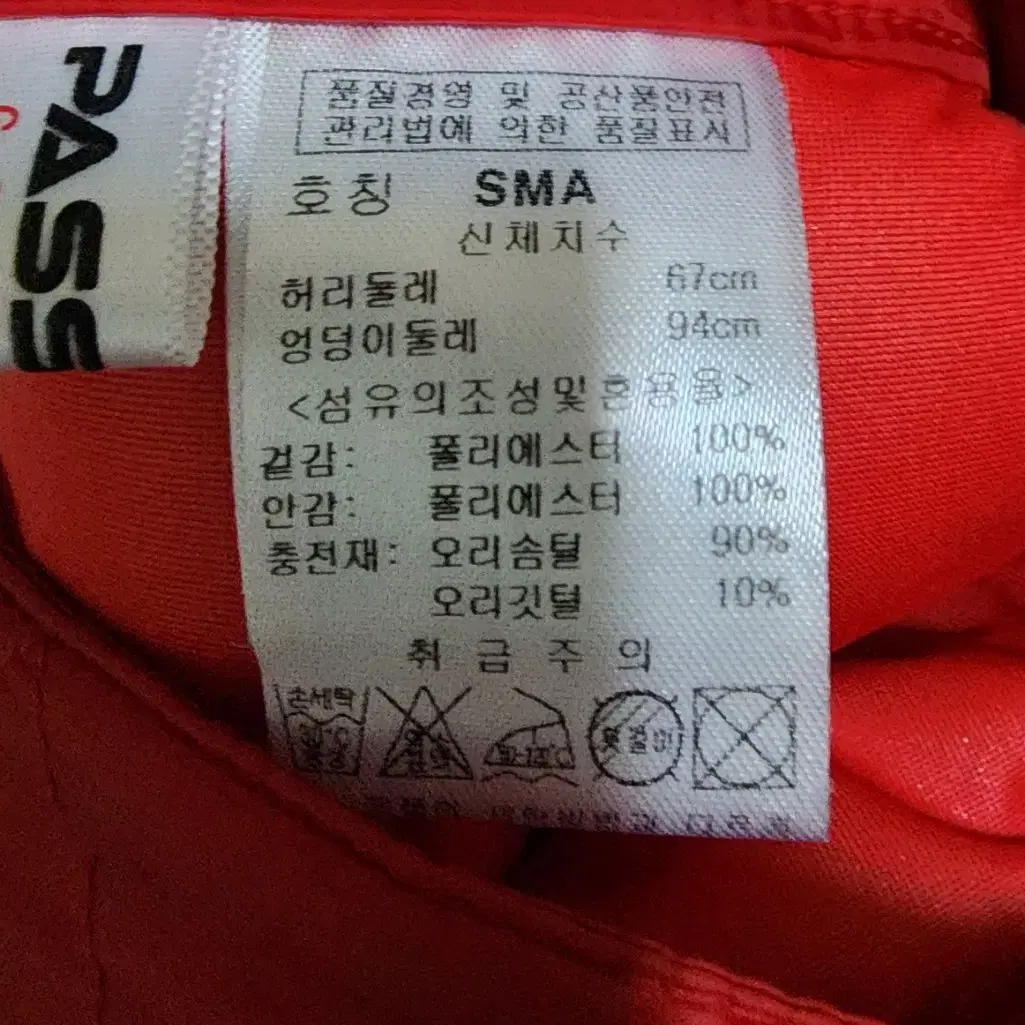 PASS
품질경영 및 공산품안전
관리법에 의한 품질표시
호칭 SMA
신체치수
허리둘레 67cm
엉덩이둘레 94cm
<섬유의조성및혼용율>
겉감: 폴리에스터 100%
안감: 폴리에스터 100%
충전재: 오리솜털 90%
오리깃털 10%
취급주의
손세탁
옷걸이